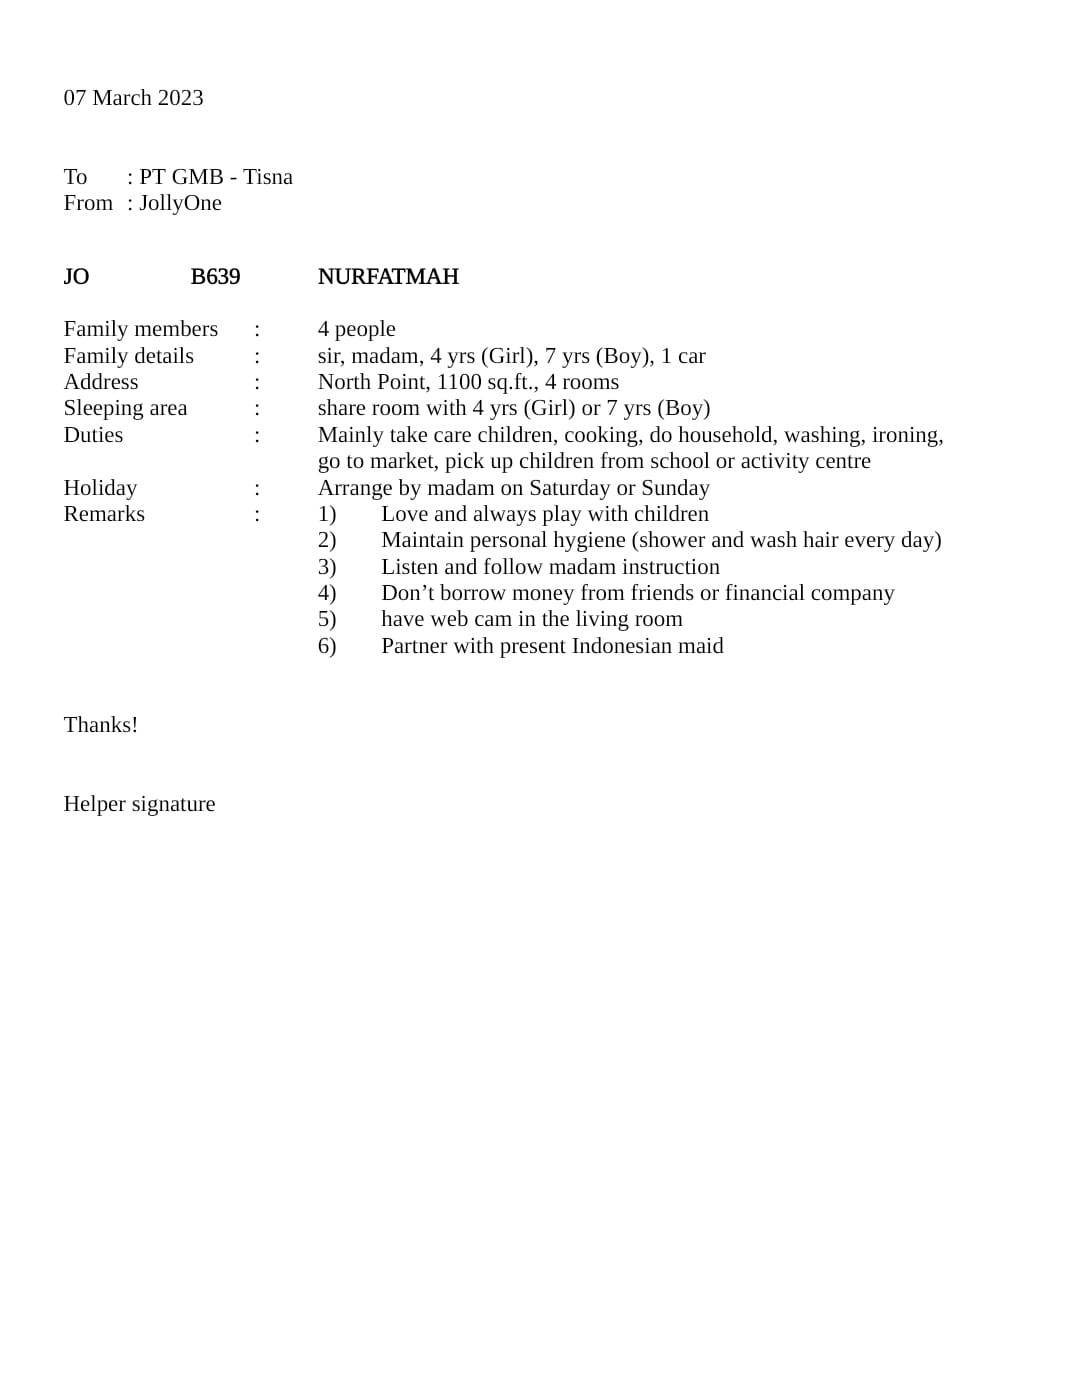 07 March 2023
To : PT GMB - Tisna
From : JollyOne
JO B639 NURFATMAH
Family members : 4 people
Family details : sir, madam, 4 yrs (Girl), 7 yrs (Boy), 1 car
Address : North Point, 1100 sq.ft., 4 rooms
Sleeping area : share room with 4 yrs (Girl) or 7 yrs (Boy)
Duties : Mainly take care children, cooking, do household, washing, ironing,
go to market, pick up children from school or activity centre
Holiday : Arrange by madam on Saturday or Sunday
Remarks : 1) Love and always play with children
2) Maintain personal hygiene (shower and wash hair every day)
3) Listen and follow madam instruction
4) Don’t borrow money from friends or financial company
5) have web cam in the living room
6) Partner with present Indonesian maid
Thanks!
Helper signature